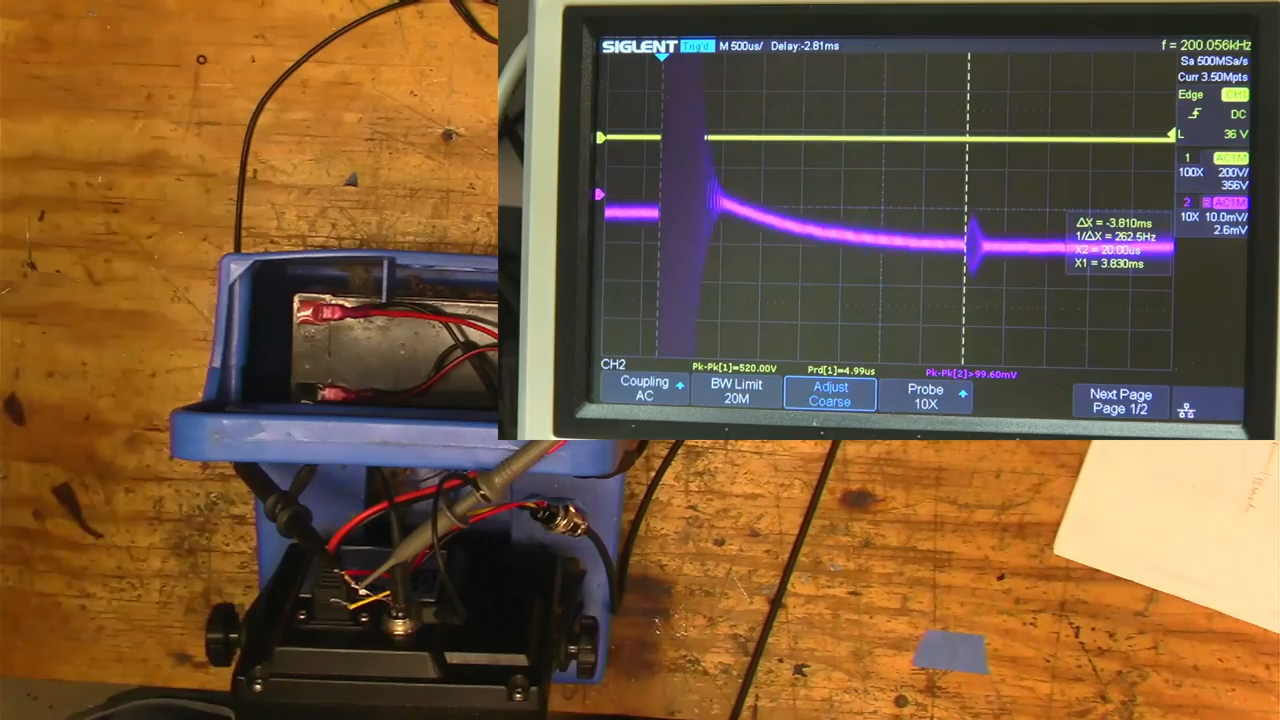 SIGLENT Trig'd M 500us/ Delay:-2.81ms
f = 200.056kHz
Sa 500MSa/s
Curr 3.50Mpts
Edge CH1
DC
L 36 V
1 AC1M
100X 200V/
356V
2 B AC1M
10X 10.0mV/
2.6mV
ΔX = -3.810ms
1/ΔX = 262.5Hz
X2 = 20.00us
X1 = 3.830ms
CH2
Pk-Pk[1]=520.00V Prd[1]=4.99us Pk-Pk[2]>99.60mV
Coupling
AC
BW Limit
20M
Adjust
Coarse
Probe
10X
Next Page
Page 1/2